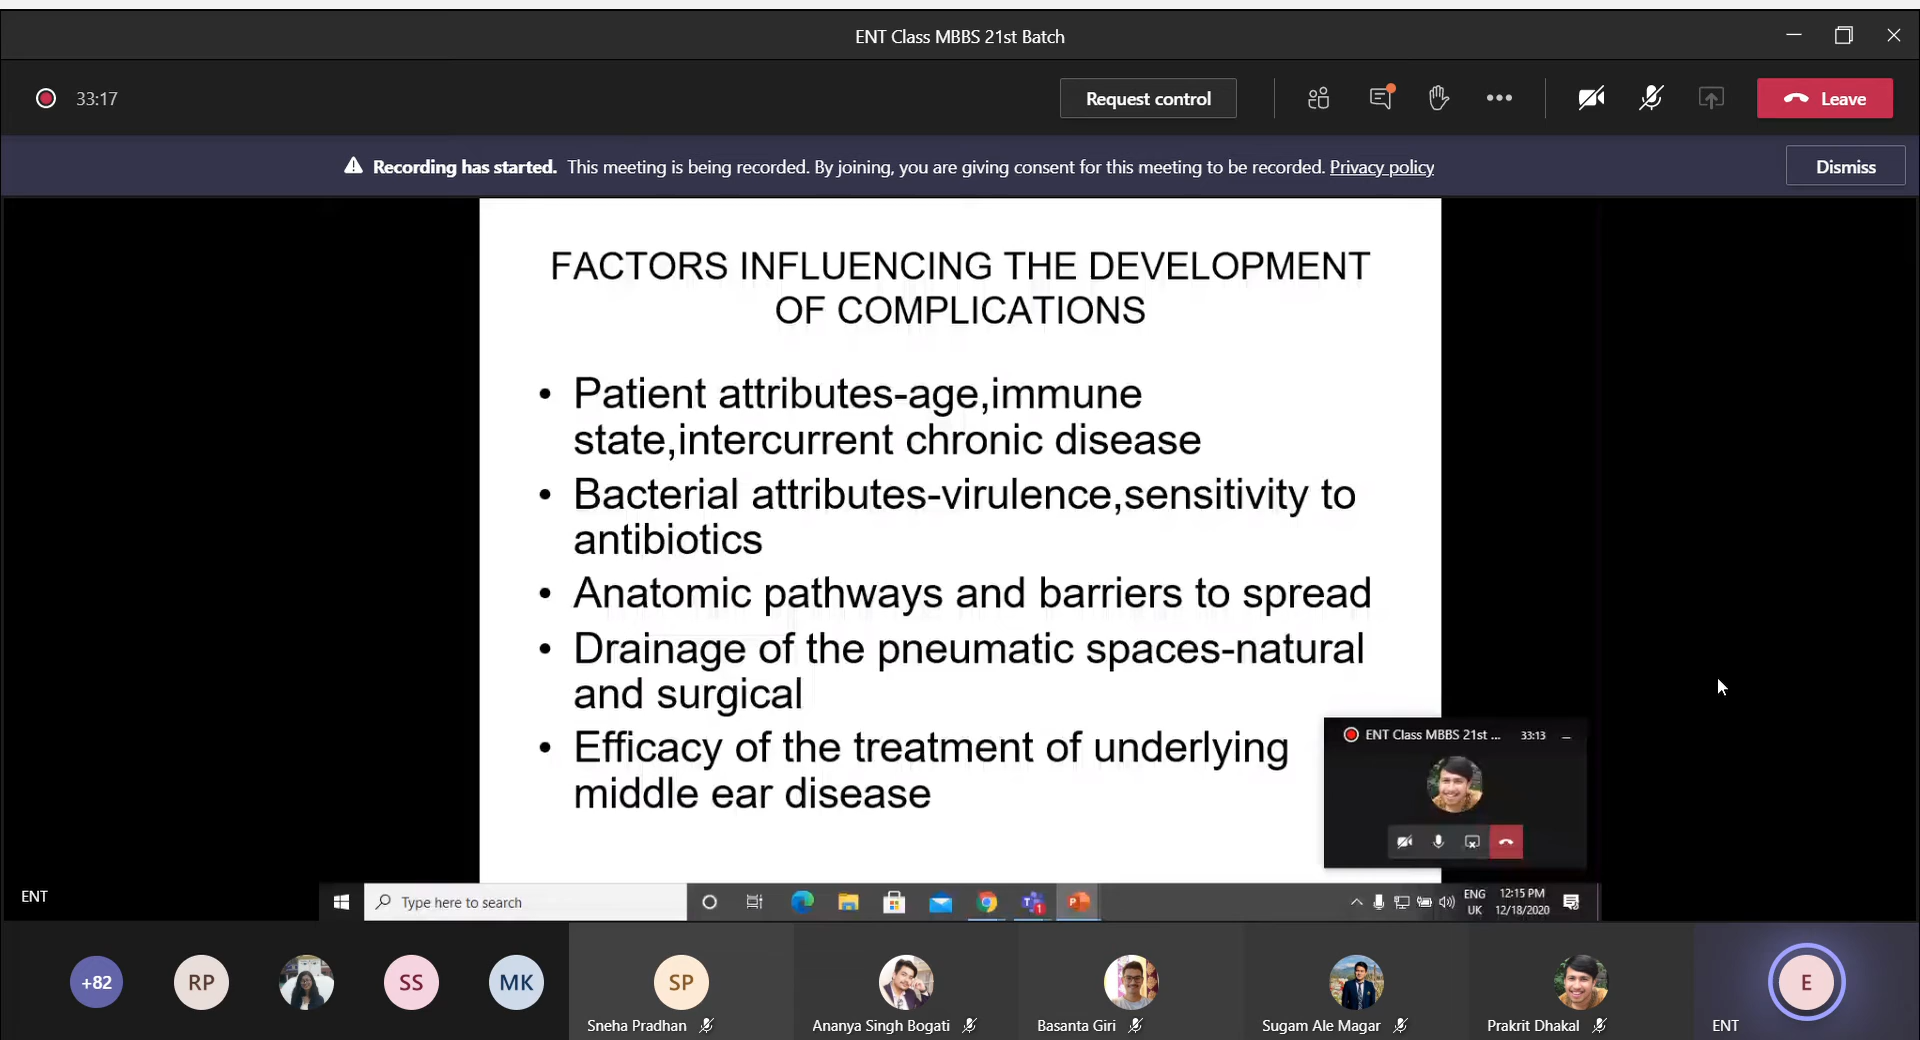 ENT Class MBBS 21st Batch
33:17
Request control
Leave
Recording has started. This meeting is being recorded. By joining, you are giving consent for this meeting to be recorded. Privacy policy
Dismiss
FACTORS INFLUENCING THE DEVELOPMENT
OF COMPLICATIONS
• Patient attributes-age,immune
state,intercurrent chronic disease
• Bacterial attributes-virulence,sensitivity to
antibiotics
• Anatomic pathways and barriers to spread
• Drainage of the pneumatic spaces-natural
and surgical
• Efficacy of the treatment of underlying
middle ear disease
ENT Class MBBS 21st ... 33:13
ENT
Type here to search
ENG
UK
12:15 PM
12/18/2020
+82
RP
SS
MK
SP
E
Sneha Pradhan
Ananya Singh Bogati
Basanta Giri
Sugam Ale Magar
Prakrit Dhakal
ENT